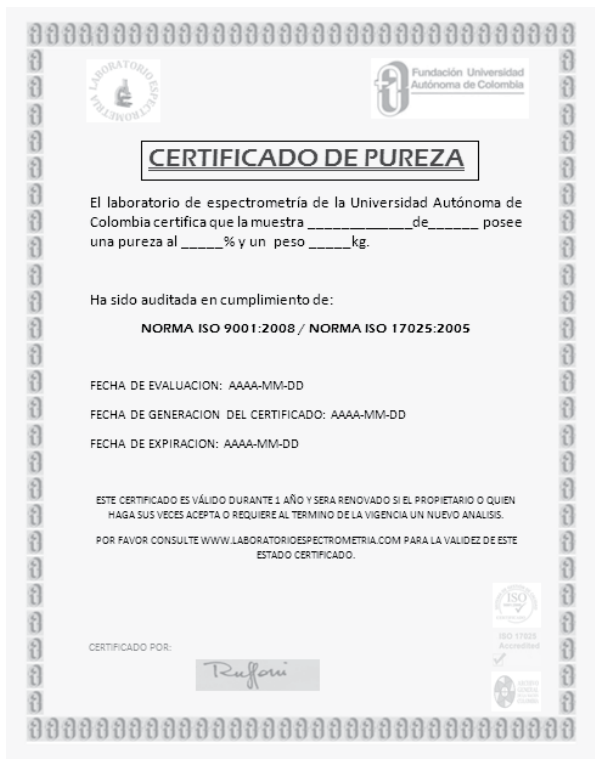 LABORATORIO
ESPECTROMETRIA
Fundación Universidad
Autónoma de Colombia
CERTIFICADO DE PUREZA
El laboratorio de espectrometría de la Universidad Autónoma de
Colombia certifica que la muestra _____________de______ posee
una pureza al _____% y un peso _____kg.
Ha sido auditada en cumplimiento de:
NORMA ISO 9001:2008 / NORMA ISO 17025:2005
FECHA DE EVALUACION: AAAA-MM-DD
FECHA DE GENERACION DEL CERTIFICADO: AAAA-MM-DD
FECHA DE EXPIRACION: AAAA-MM-DD
ESTE CERTIFICADO ES VÁLIDO DURANTE 1 AÑO Y SERA RENOVADO SI EL PROPIETARIO O QUIEN
HAGA SUS VECES ACEPTA O REQUIERE AL TERMINO DE LA VIGENCIA UN NUEVO ANALISIS.
POR FAVOR CONSULTE WWW.LABORATORIOESPECTROMETRIA.COM PARA LA VALIDEZ DE ESTE
ESTADO CERTIFICADO.
ISO
ISO 17025
Accredited
CERTIFICADO POR:
Ruffoni